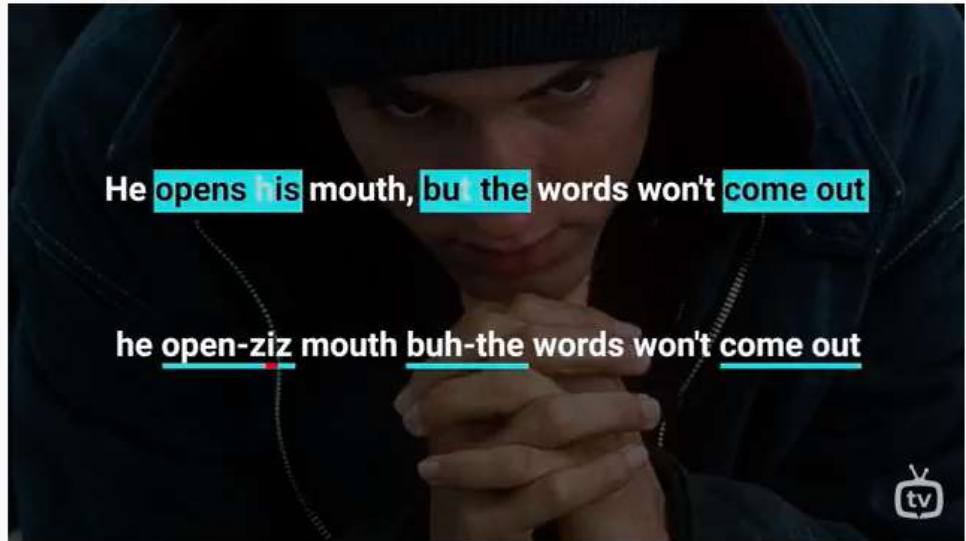 He opens his mouth, but the words won't come out
he open-ziz mouth buh-the words won't come out
tv